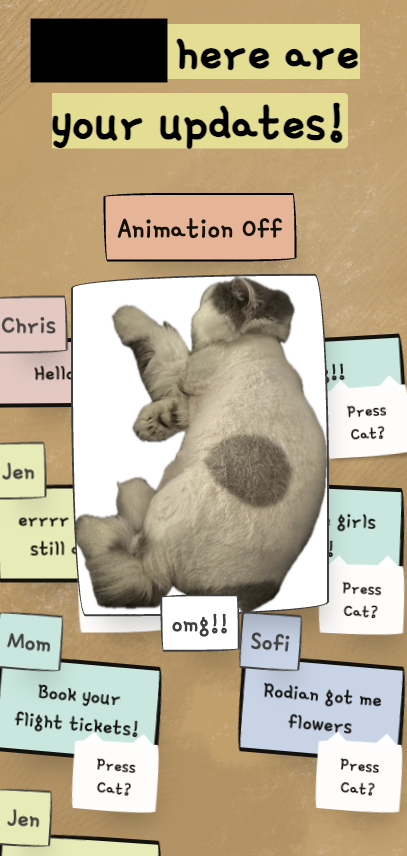 here are
your updates!
Animation Off
Chris
Hello
!!
Press
Cat?
Jen
errrr
still
girls
!
Press
Cat?
omg!!
Mom
Book your
flight tickets!
Press
Cat?
Sofi
Rodian got me
flowers
Press
Cat?
Jen